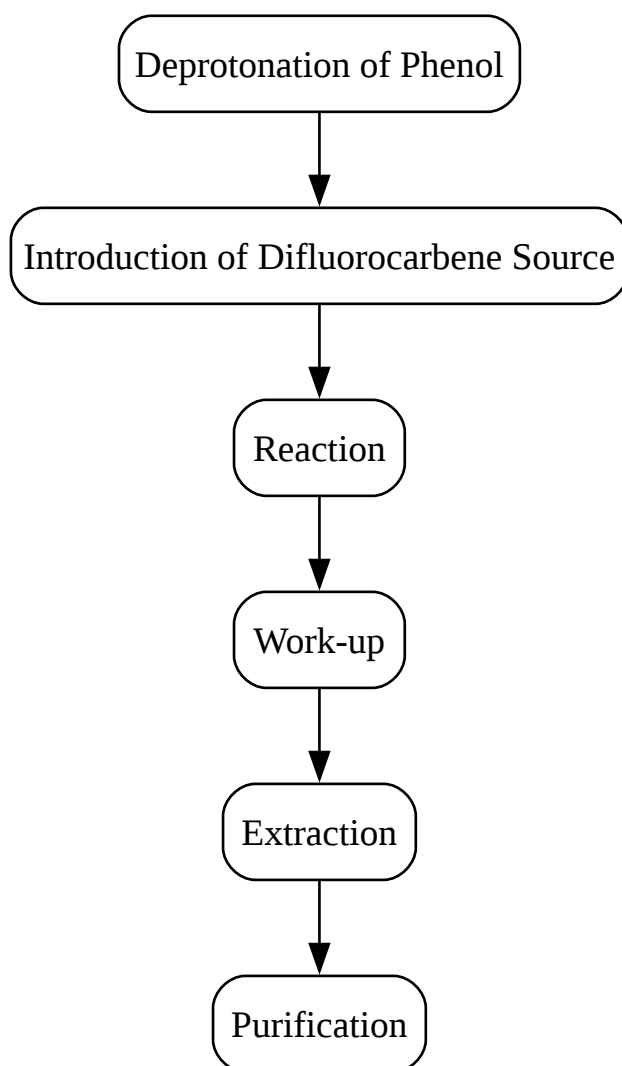 Deprotonation of Phenol
Introduction of Difluorocarbene Source
Reaction
Work-up
Extraction
Purification